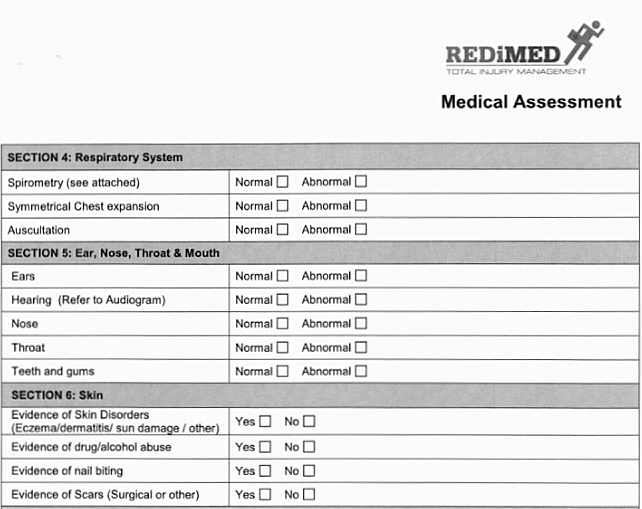 REDiMED
TOTAL INJURY MANAGEMENT
Medical Assessment
SECTION 4: Respiratory System
Spirometry (see attached) Normal ☐ Abnormal ☐
Symmetrical Chest expansion Normal ☐ Abnormal ☐
Auscultation Normal ☐ Abnormal ☐
SECTION 5: Ear, Nose, Throat & Mouth
Ears Normal ☐ Abnormal ☐
Hearing (Refer to Audiogram) Normal ☐ Abnormal ☐
Nose Normal ☐ Abnormal ☐
Throat Normal ☐ Abnormal ☐
Teeth and gums Normal ☐ Abnormal ☐
SECTION 6: Skin
Evidence of Skin Disorders
(Eczema/dermatitis/ sun damage / other) Yes ☐ No ☐
Evidence of drug/alcohol abuse Yes ☐ No ☐
Evidence of nail biting Yes ☐ No ☐
Evidence of Scars (Surgical or other) Yes ☐ No ☐